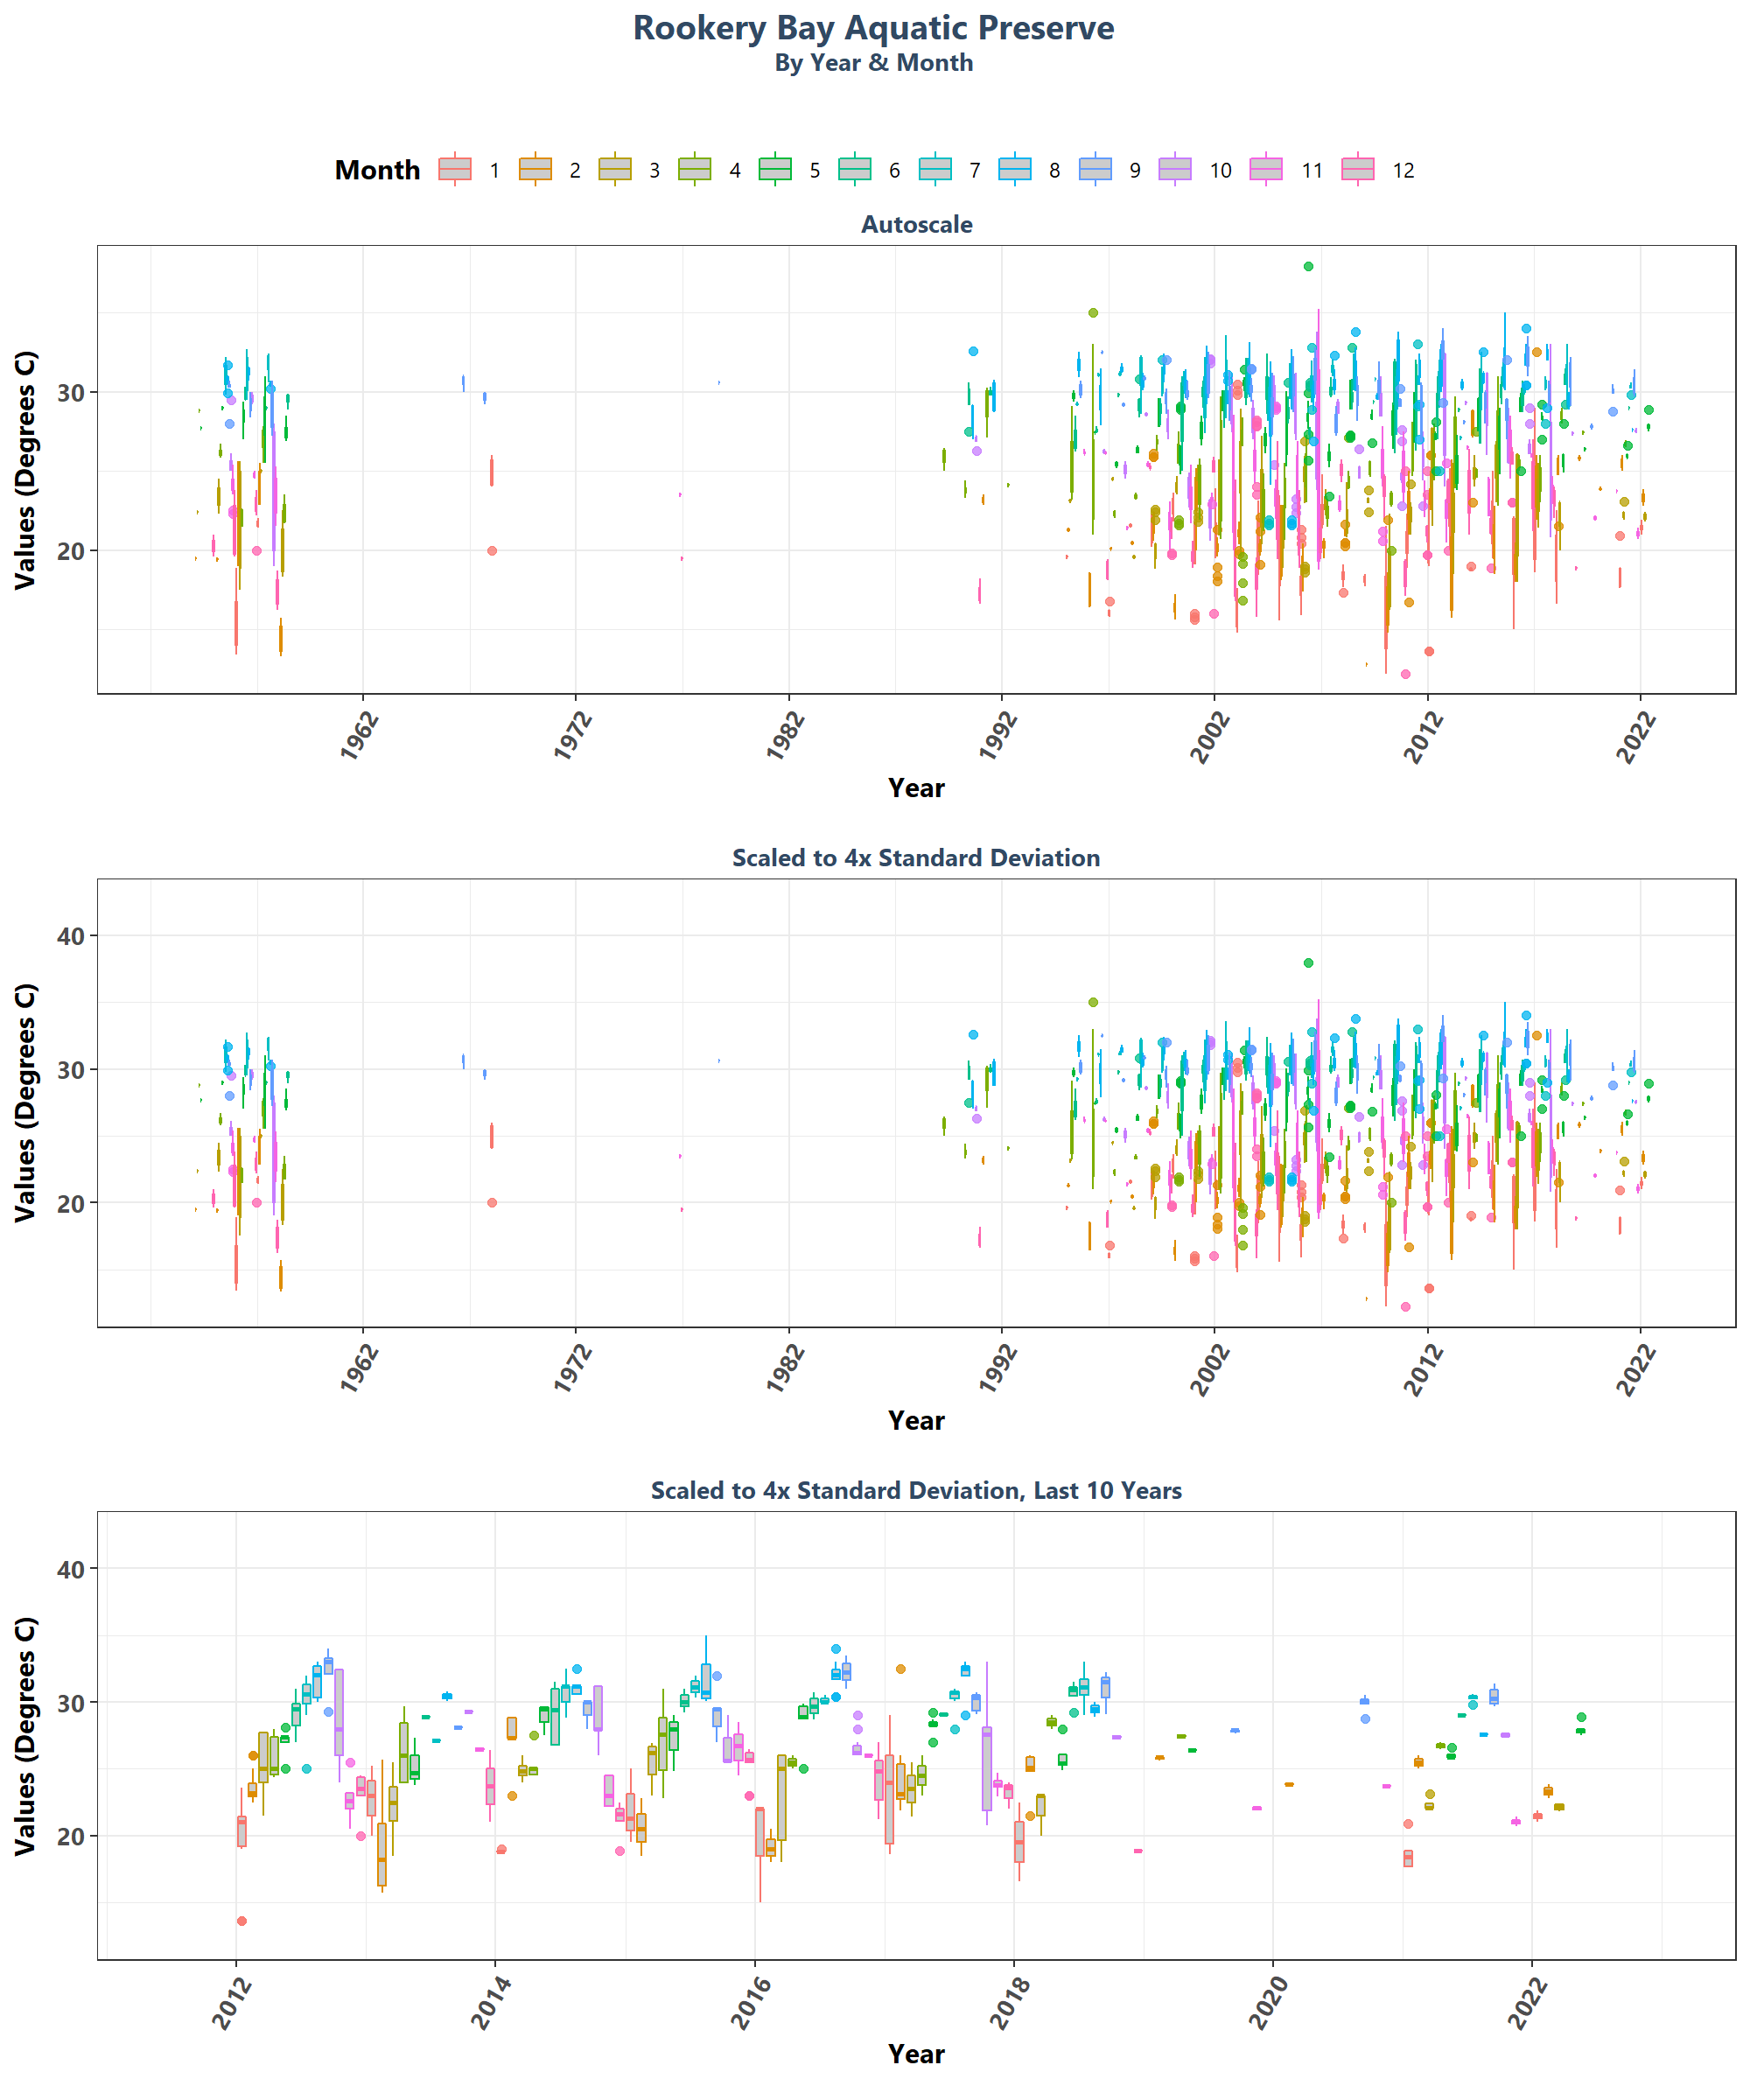 Rookery Bay Aquatic Preserve
By Year & Month
Month 1 2 3 4 5 6 7 8 9 10 11 12
Autoscale
Values (Degrees C)
30
20
1962 1972 1982 1992 2002 2012 2022
Year
Scaled to 4x Standard Deviation
Values (Degrees C)
40
30
20
1962 1972 1982 1992 2002 2012 2022
Year
Scaled to 4x Standard Deviation, Last 10 Years
Values (Degrees C)
40
30
20
2012 2014 2016 2018 2020 2022
Year